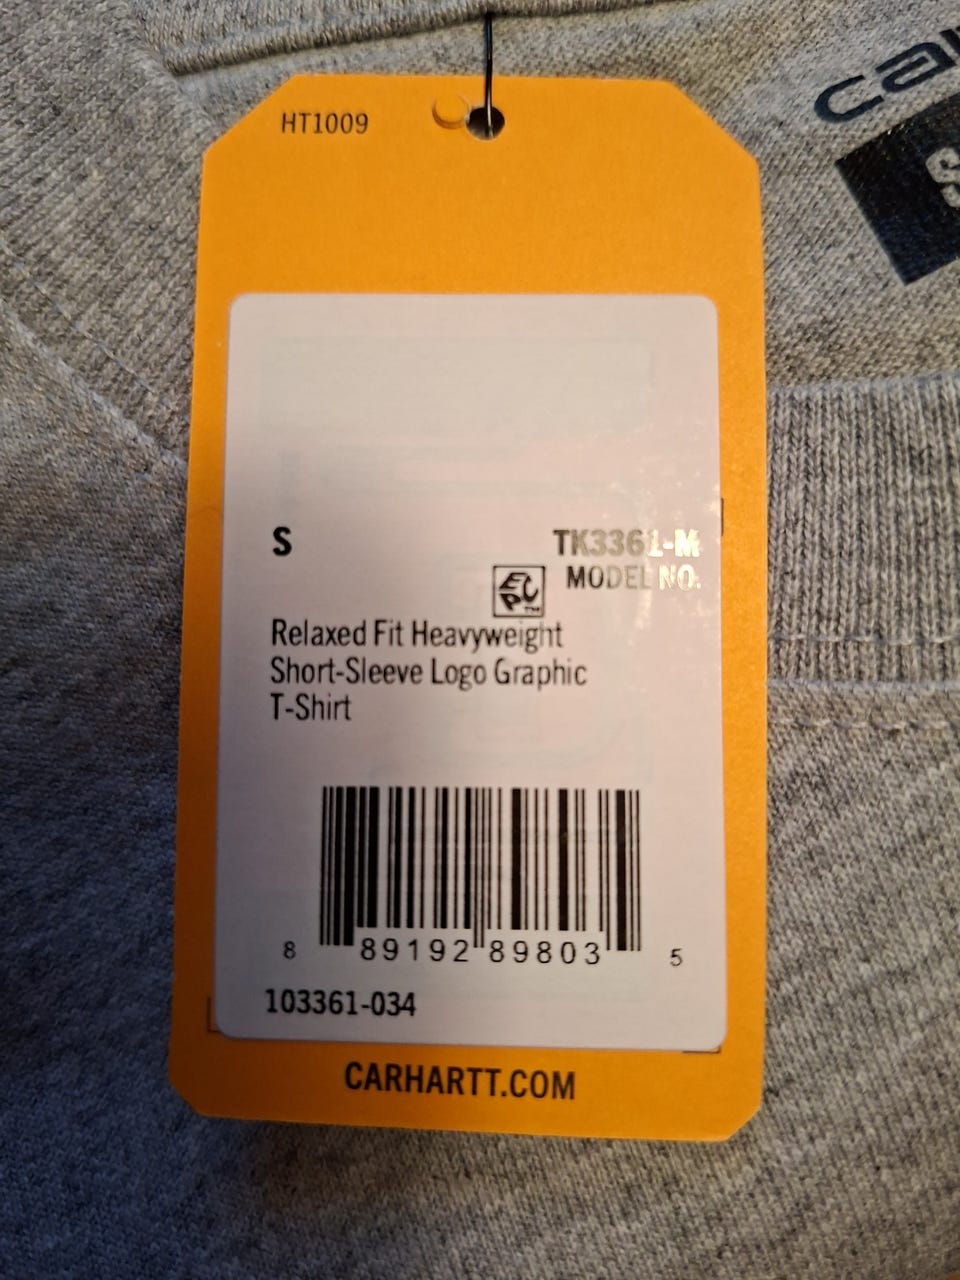 HT1009
S
TK3361-M
MODEL NO.
EPC™
Relaxed Fit Heavyweight
Short-Sleeve Logo Graphic
T-Shirt
8 89192 89803 5
103361-034
CARHARTT.COM
S